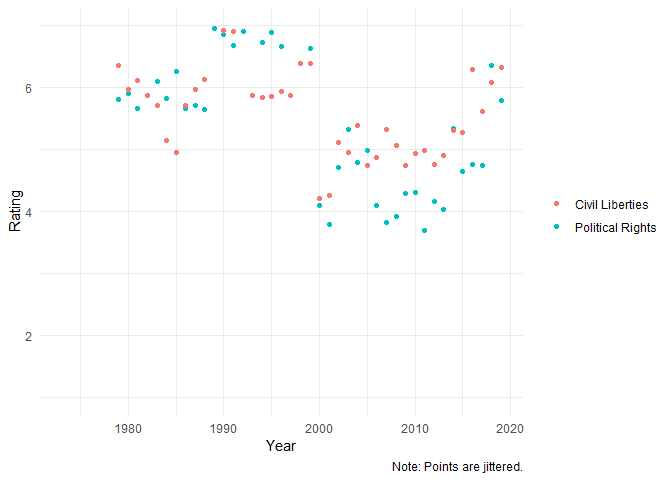 Rating
6
4
2
1980
1990
2000
2010
2020
Year
Civil Liberties
Political Rights
Note: Points are jittered.